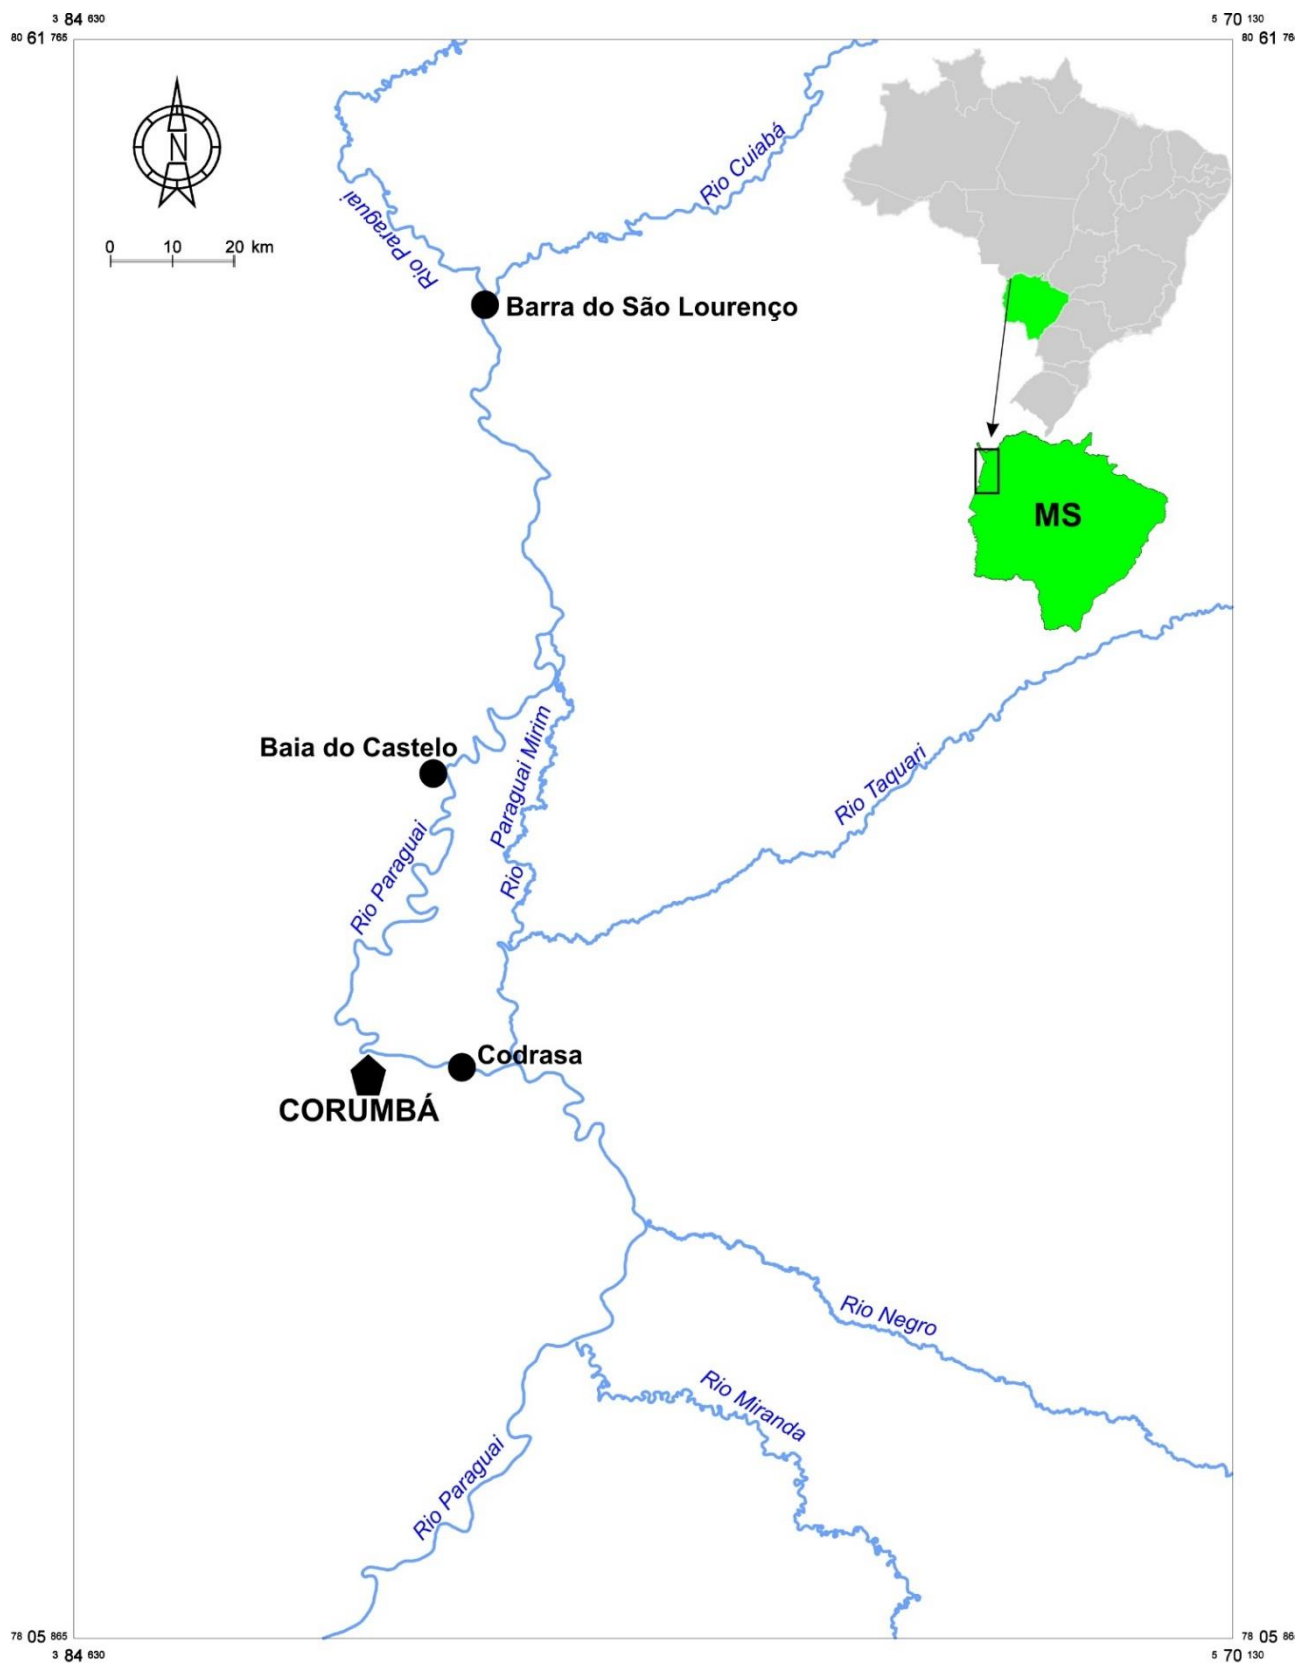 3 84 630
5 70 130
80 61 765
80 61 76
N
0 10 20 km
Rio Cuiabá
Rio Paraguai
Barra do São Lourenço
MS
Rio Paraguai Mirim
Baia do Castelo
Rio Taquari
Rio Paraguai
Codrasa
CORUMBÁ
Rio Negro
Rio Miranda
Rio Paraguai
78 05 865
78 05 86
3 84 630
5 70 130